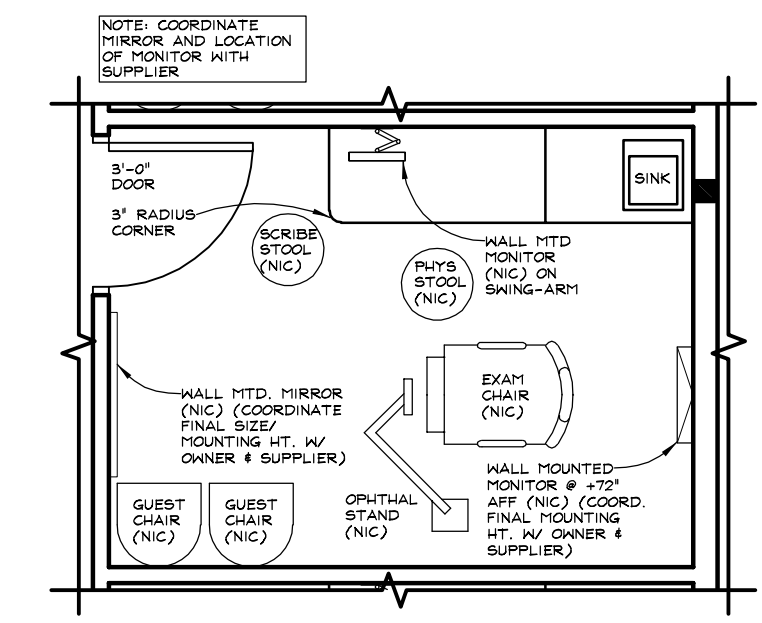 NOTE: COORDINATE
MIRROR AND LOCATION
OF MONITOR WITH
SUPPLIER
3'-0"
DOOR
3" RADIUS
CORNER
SCRIBE
STOOL
(NIC)
PHYS
STOOL
(NIC)
WALL MTD
MONITOR
(NIC) ON
SWING-ARM
SINK
EXAM
CHAIR
(NIC)
WALL MTD. MIRROR
(NIC) (COORDINATE
FINAL SIZE/
MOUNTING HT. W/
OWNER & SUPPLIER)
WALL MOUNTED
MONITOR @ +72"
AFF (NIC) (COORD.
FINAL MOUNTING
HT. W/ OWNER &
SUPPLIER)
OPHTHAL
STAND
(NIC)
GUEST
CHAIR
(NIC)
GUEST
CHAIR
(NIC)